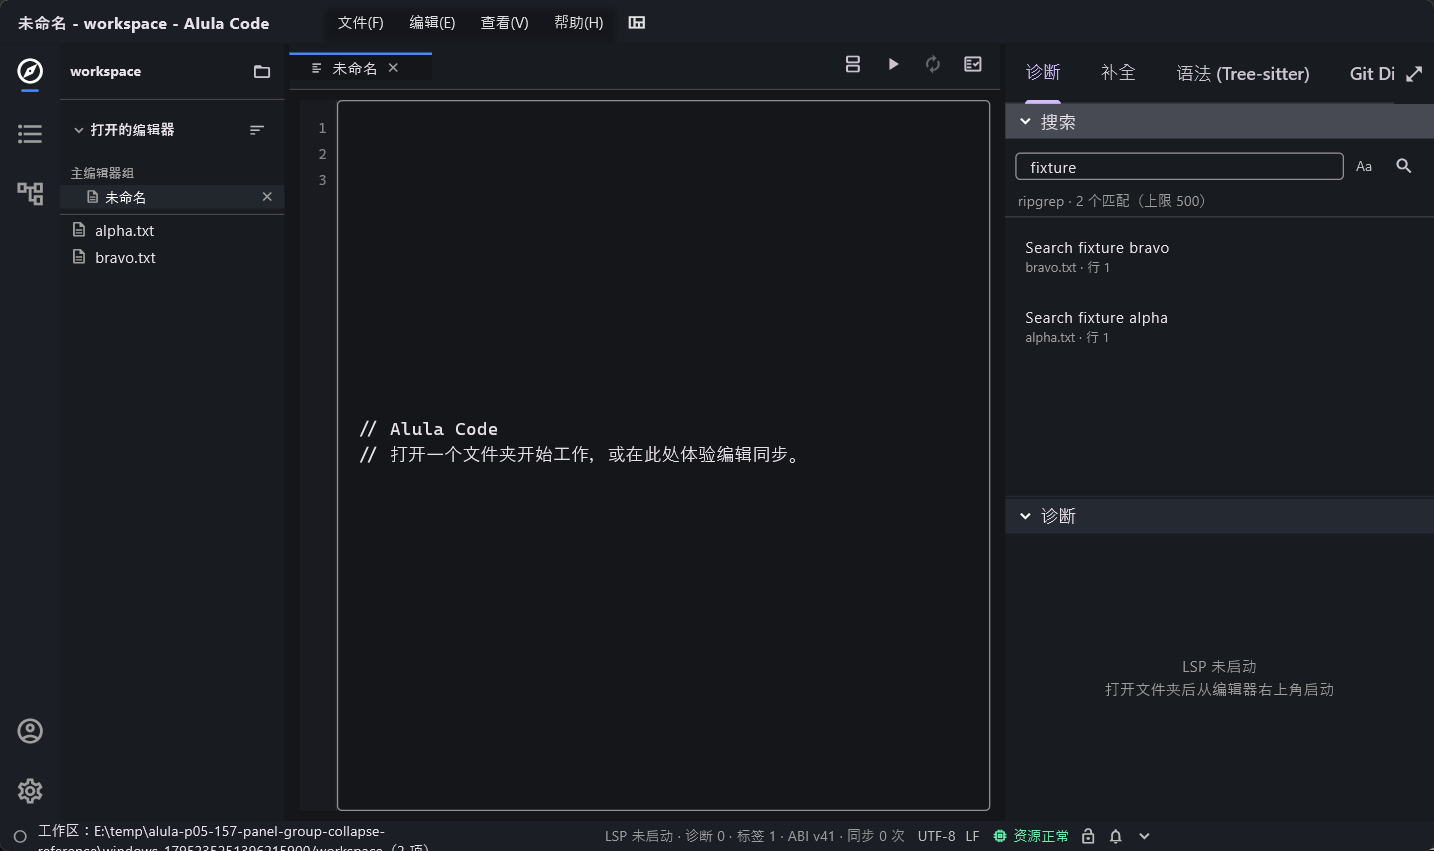 未命名 - workspace - Alula Code
文件(F) 编辑(E) 查看(V) 帮助(H)
workspace
打开的编辑器
主编辑器组
未命名
alpha.txt
bravo.txt
未命名
1
2
3
// Alula Code
// 打开一个文件夹开始工作, 或在此处体验编辑同步。
诊断 补全 语法 (Tree-sitter) Git Di
搜索
fixture Aa
ripgrep · 2 个匹配（上限 500）
Search fixture bravo
bravo.txt · 行 1
Search fixture alpha
alpha.txt · 行 1
诊断
LSP 未启动
打开文件夹后从编辑器右上角启动
工作区：E:\temp\alula-p05-157-panel-group-collapse-
reference\windows-1795235251396215900/workspace（2 项）
LSP 未启动 · 诊断 0 · 标签 1 · ABI v41 · 同步 0 次 UTF-8 LF 资源正常